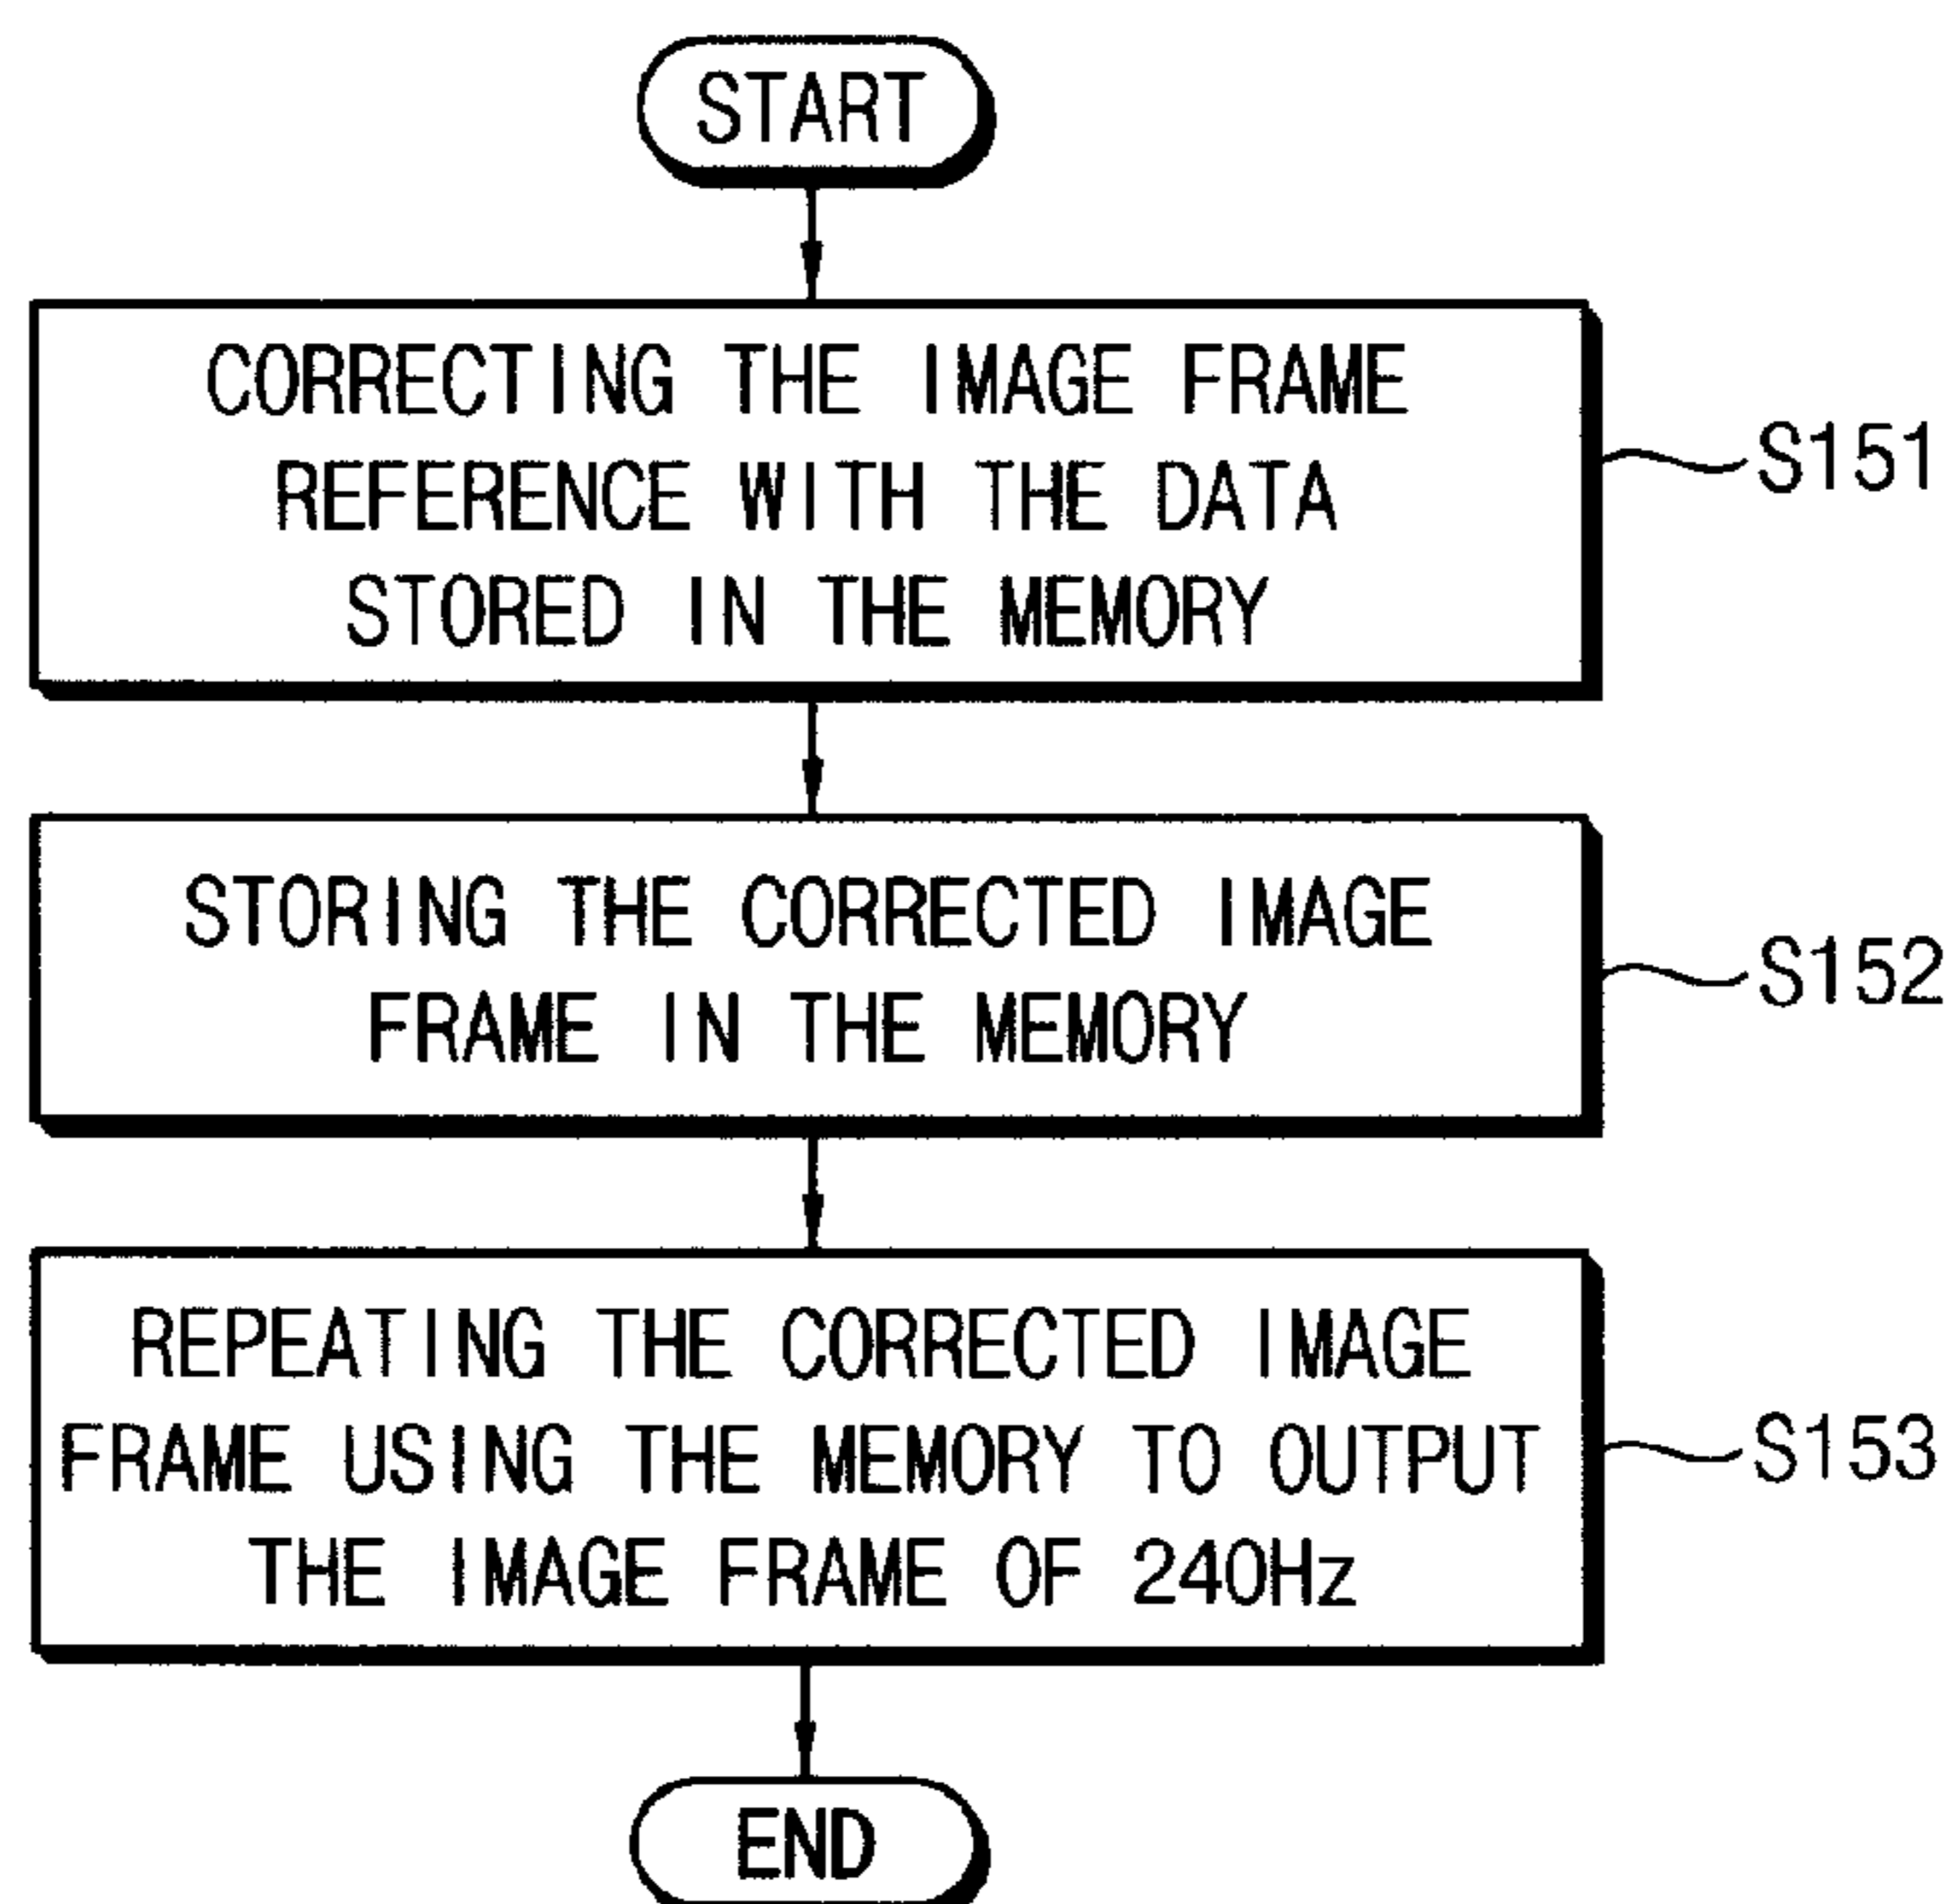 START
CORRECTING THE IMAGE FRAME
REFERENCE WITH THE DATA
STORED IN THE MEMORY
S151
STORING THE CORRECTED IMAGE
FRAME IN THE MEMORY
S152
REPEATING THE CORRECTED IMAGE
FRAME USING THE MEMORY TO OUTPUT
THE IMAGE FRAME OF 240Hz
S153
END